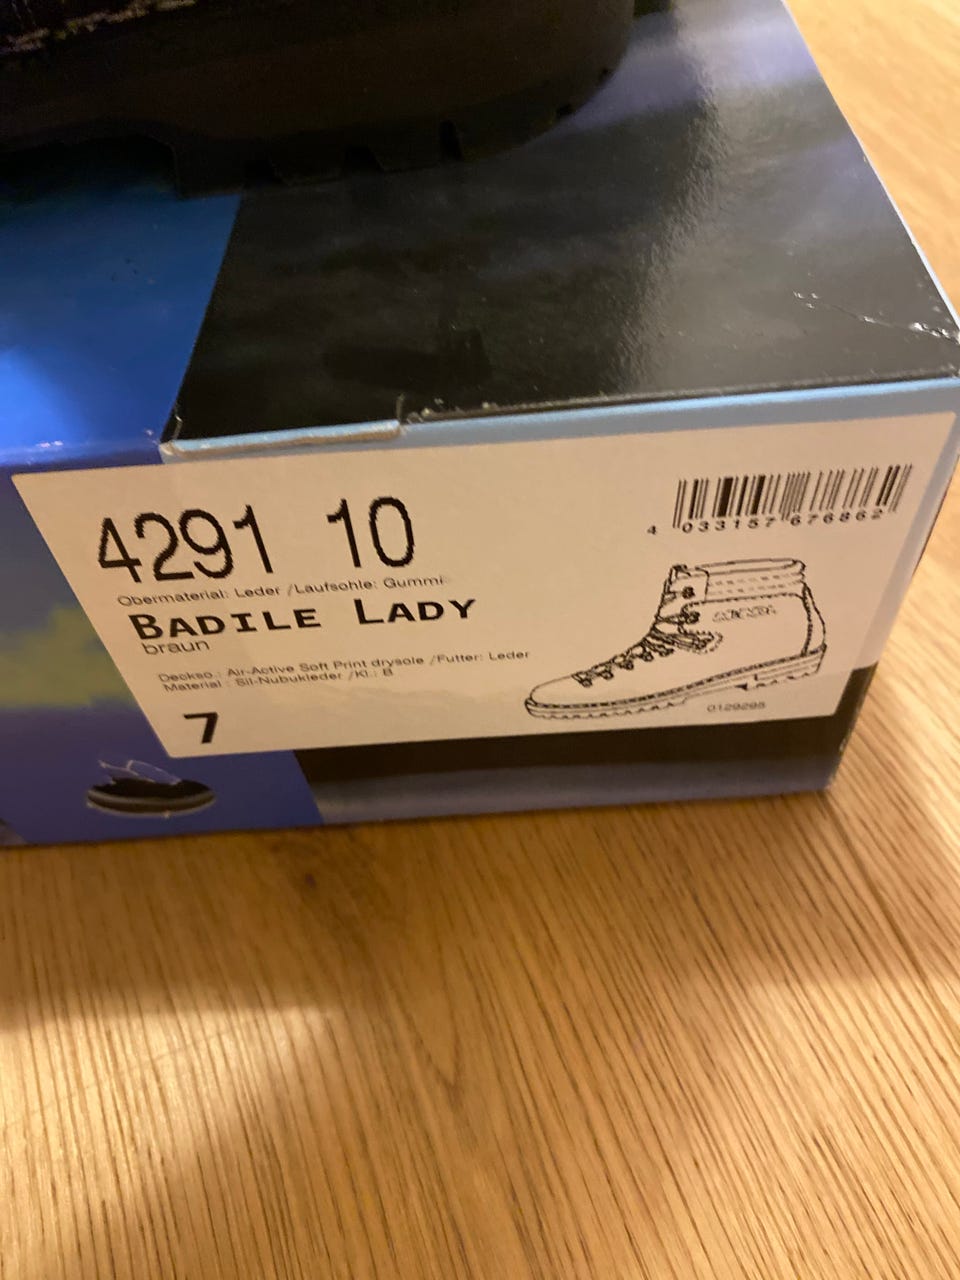 4291 10
4 033157 676862
Obermaterial: Leder /Laufsohle: Gummi
BADILE LADY
braun
Deckso.: Air-Active Soft Print drysole /Futter: Leder
Material : Sil-Nubukleder /Kl.: B
7
0129295